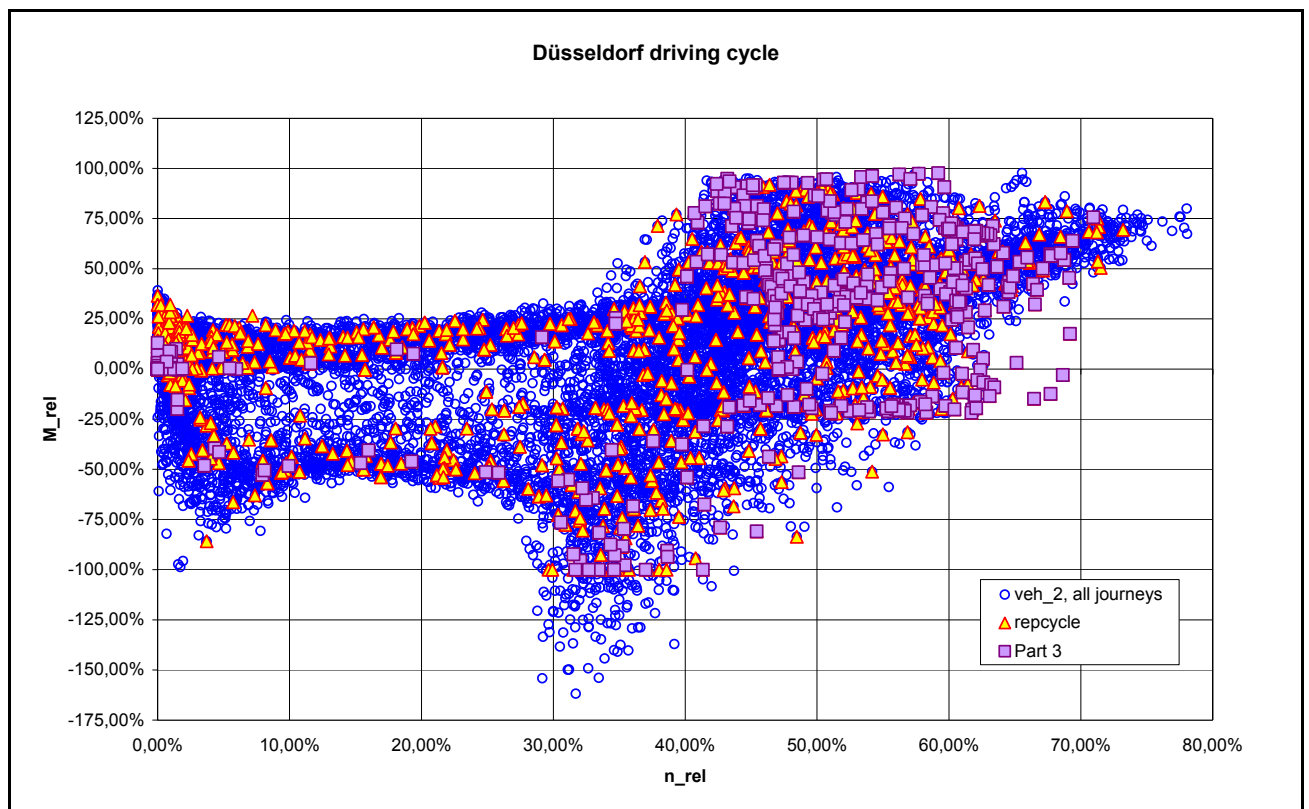 Düsseldorf driving cycle
M_rel
125,00%
100,00%
75,00%
50,00%
25,00%
0,00%
-25,00%
-50,00%
-75,00%
-100,00%
-125,00%
-150,00%
-175,00%
veh_2, all journeys
repcycle
Part 3
0,00% 10,00% 20,00% 30,00% 40,00% 50,00% 60,00% 70,00% 80,00%
n_rel